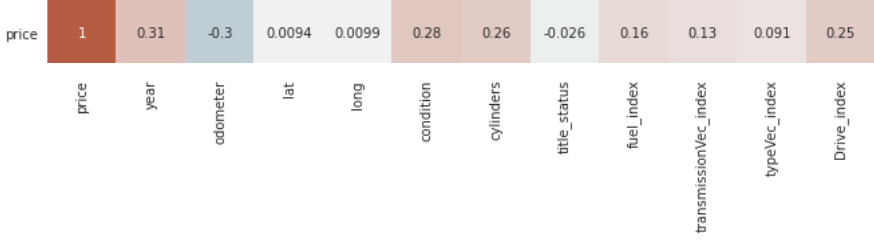 price 1 0.31 -0.3 0.0094 0.0099 0.28 0.26 -0.026 0.16 0.13 0.091 0.25
price
year
odometer
lat
long
condition
cylinders
title_status
fuel_index
transmissionVec_index
typeVec_index
Drive_index